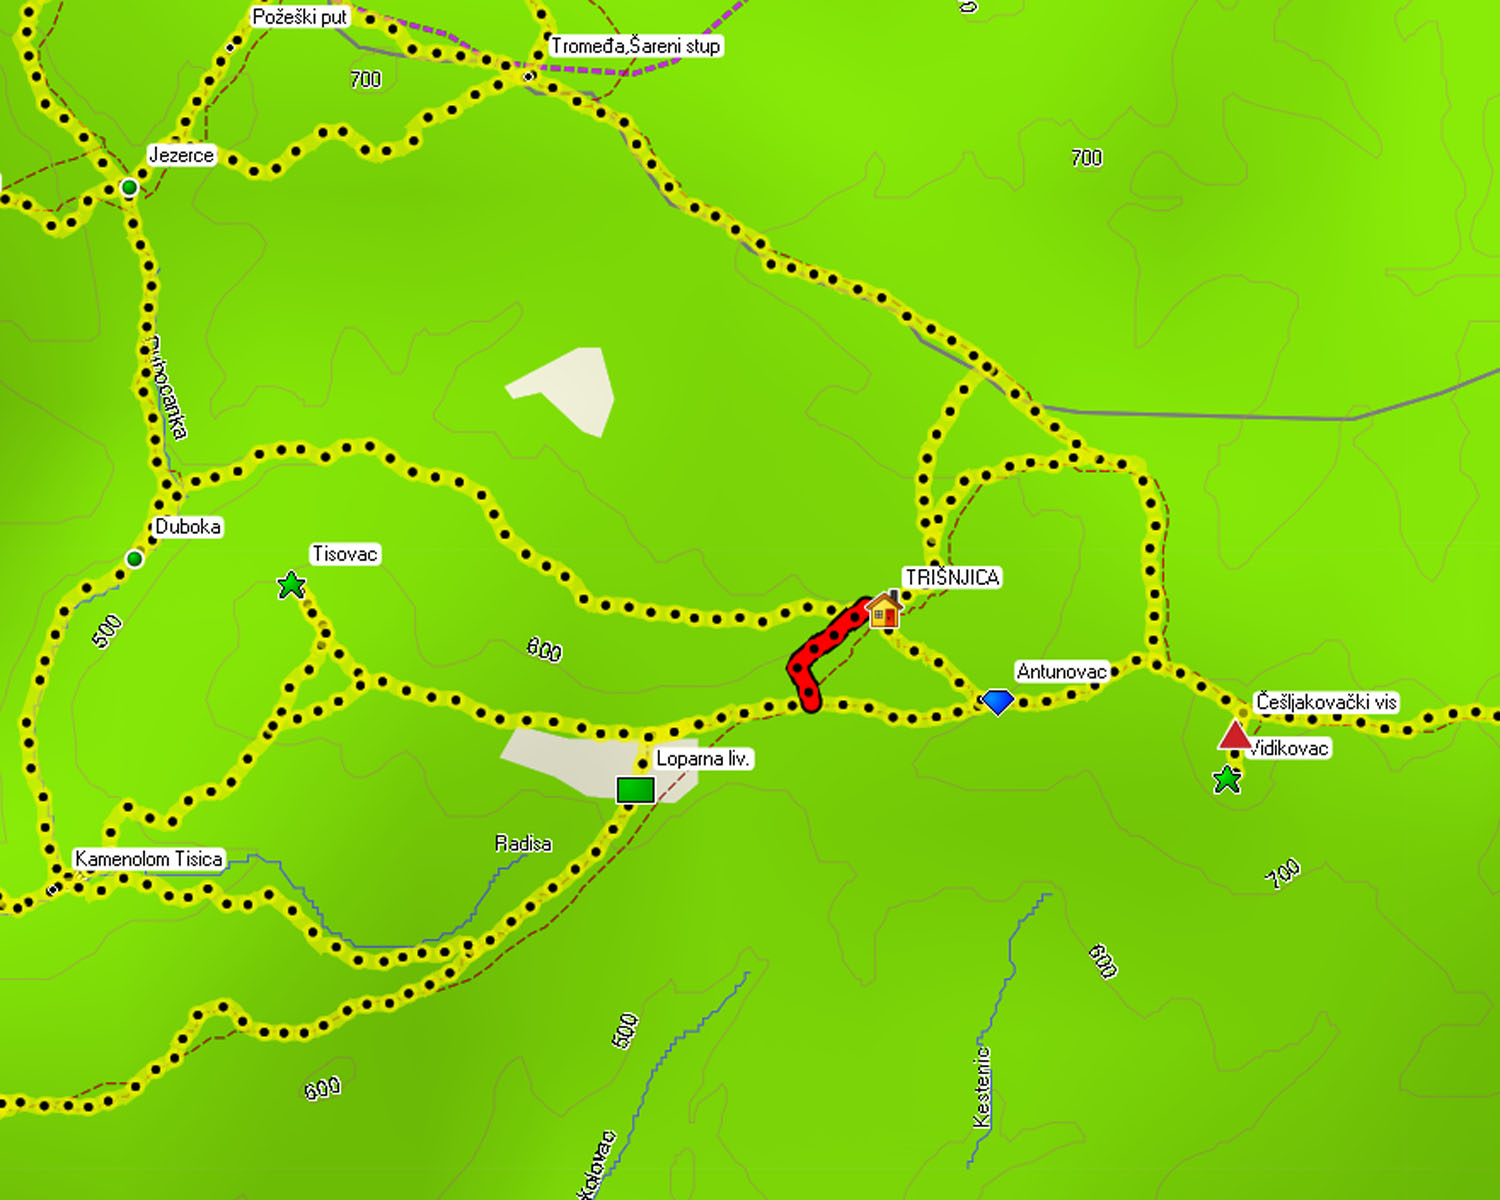 Požeški put
Tromeđa,Šareni stup
700
700
Jezerce
Dubočanka
Duboka
Tisovac
TRIŠNJICA
500
600
Antunovac
Češljakovački vis
Vidikovac
Loparna liv.
Radisa
Kamenolom Tisica
700
600
500
600
Kestenic